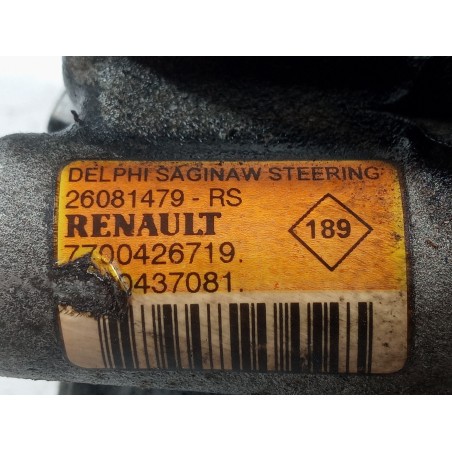 DELPHI SAGINAW STEERING
26081479 - RS
RENAULT
189
7700426719.
0437081.